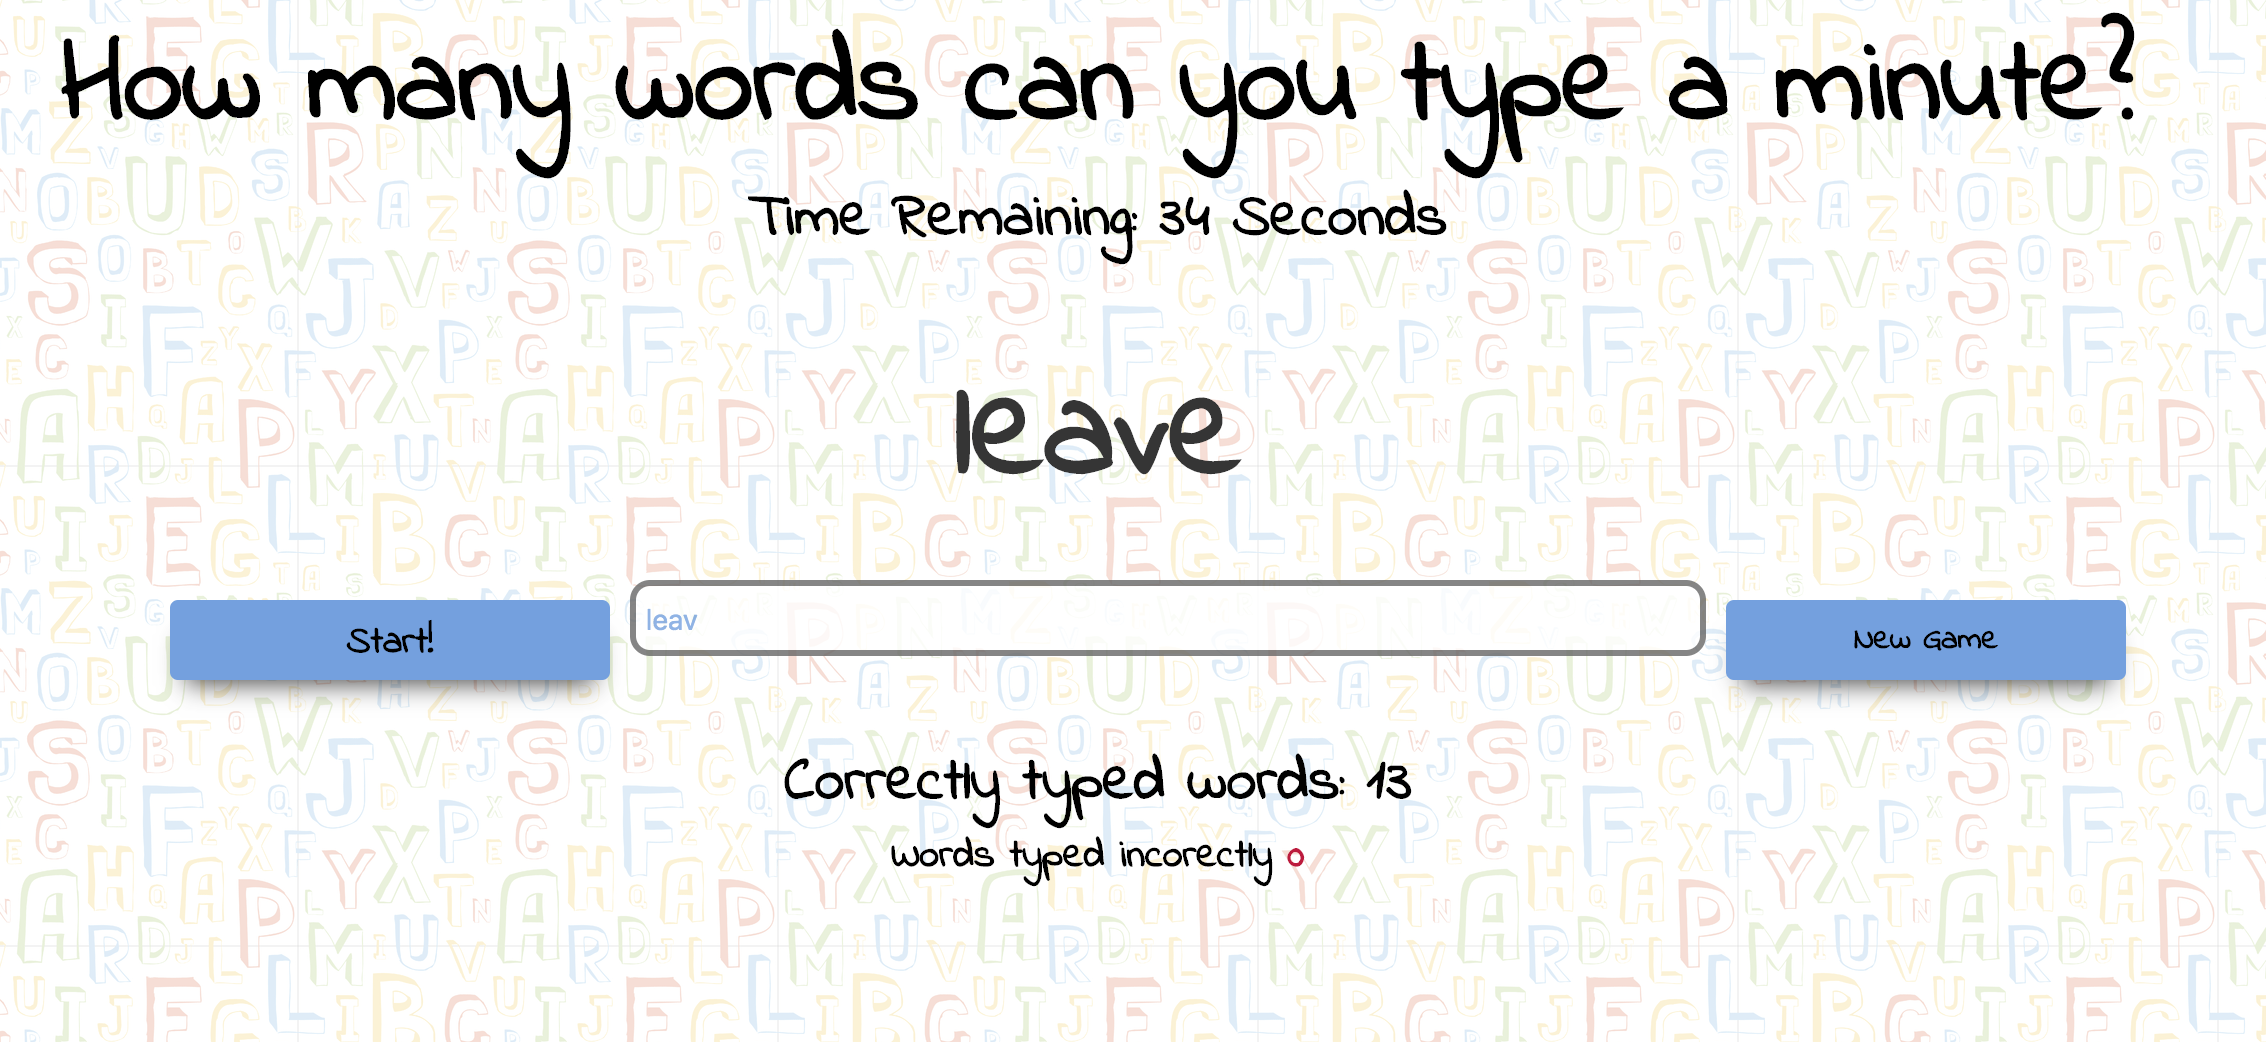 How many words can you type a minute?
Time Remaining: 34 Seconds
leave
Start!
leav
New Game
Correctly typed words: 13
words typed incorectly 0